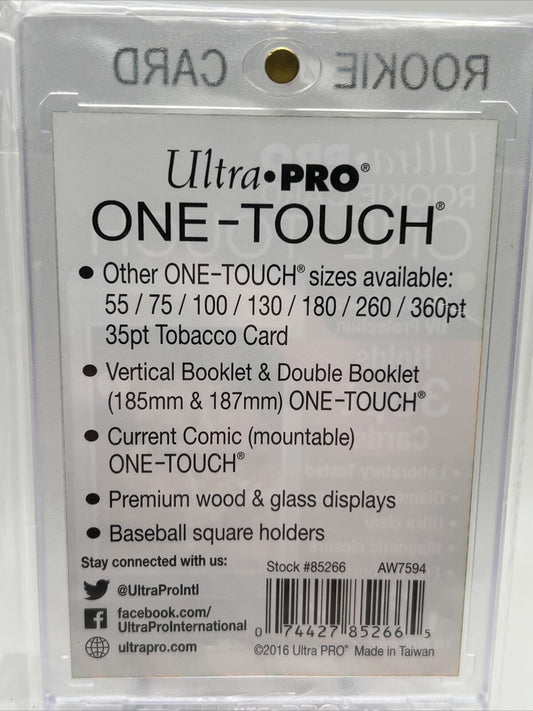 ROOKIE CARD
Ultra•PRO®
ONE-TOUCH®
• Other ONE-TOUCH® sizes available:
55 / 75 / 100 / 130 / 180 / 260 / 360pt
35pt Tobacco Card
• Vertical Booklet & Double Booklet
(185mm & 187mm) ONE-TOUCH®
• Current Comic (mountable)
ONE-TOUCH®
• Premium wood & glass displays
• Baseball square holders
Stay connected with us:
@UltraProIntl
facebook.com/
UltraProInternational
ultrapro.com
Stock #85266 AW7594
0 74427 85266 5
©2016 Ultra PRO® Made in Taiwan